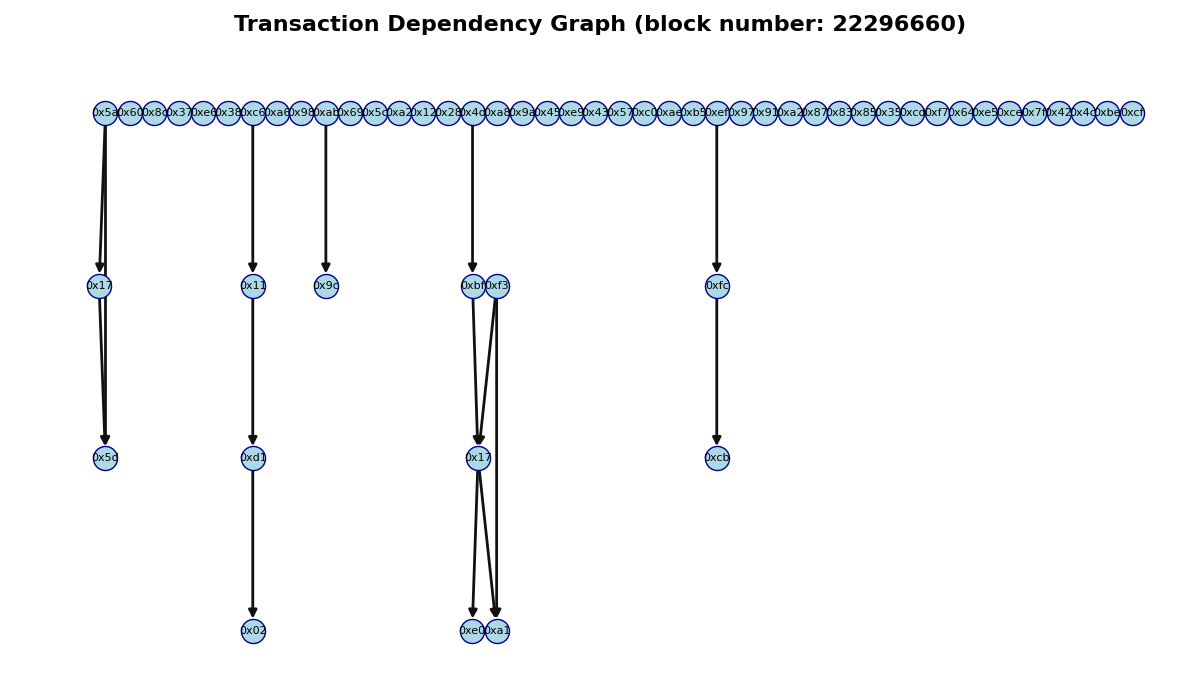 Transaction Dependency Graph (block number: 22296660)
0x5a 0x60 0x8c 0x37 0xe6 0x38 0xc6 0xa6 0x98 0xab 0x69 0x5c 0xa2 0x12 0x28 0x4c 0xa8 0x9a 0x45 0xe9 0x43 0x57 0xc0 0xae 0xb5 0xef 0x97 0x91 0xa2 0x87 0x83 0x85 0x35 0xcd 0xf7 0x64 0xe5 0xce 0x7f 0x42 0x4c 0xbe 0xcf
0x17 0x11 0x9c 0xbf 0xf3 0xfc
0x5d 0xd1 0x17 0xcb
0x02 0xe0 0xa1